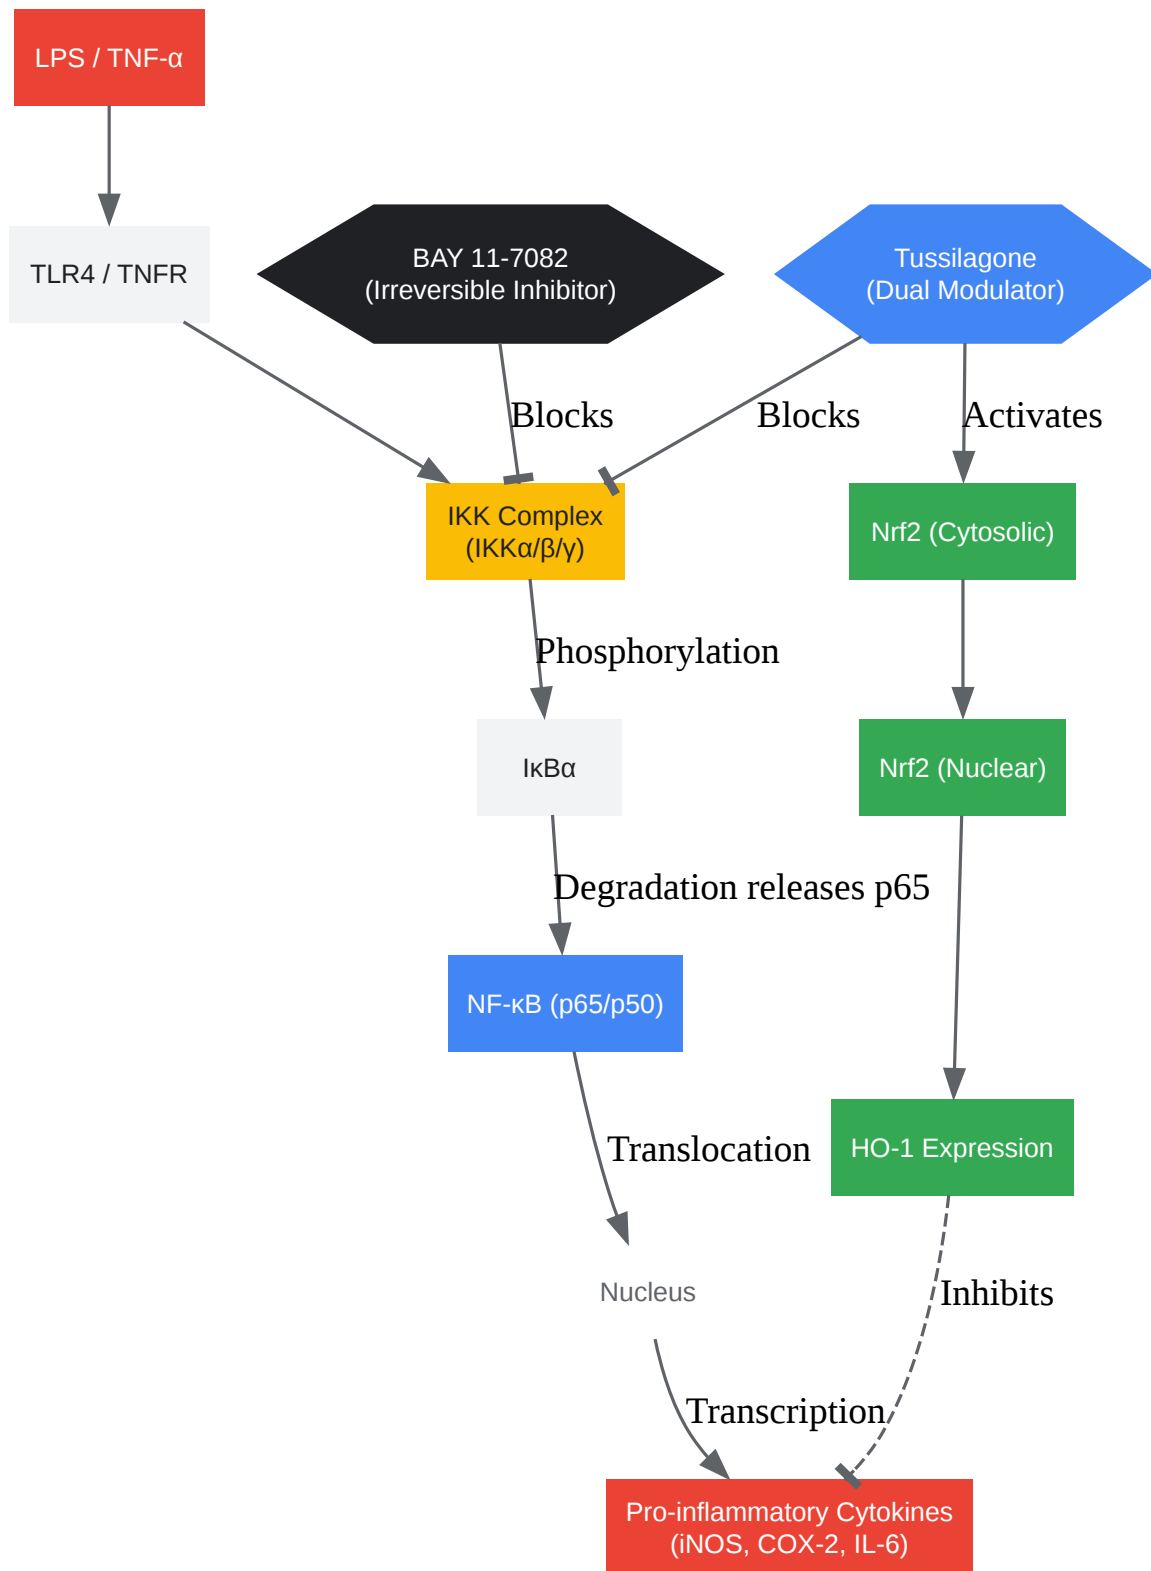 LPS / TNF-α
TLR4 / TNFR
BAY 11-7082
(Irreversible Inhibitor)
Tussilagone
(Dual Modulator)
Blocks
Blocks
Activates
IKK Complex
(IKKα/β/γ)
Nrf2 (Cytosolic)
Phosphorylation
IκBα
Nrf2 (Nuclear)
Degradation releases p65
NF-κB (p65/p50)
Translocation
HO-1 Expression
Nucleus
Inhibits
Transcription
Pro-inflammatory Cytokines
(iNOS, COX-2, IL-6)